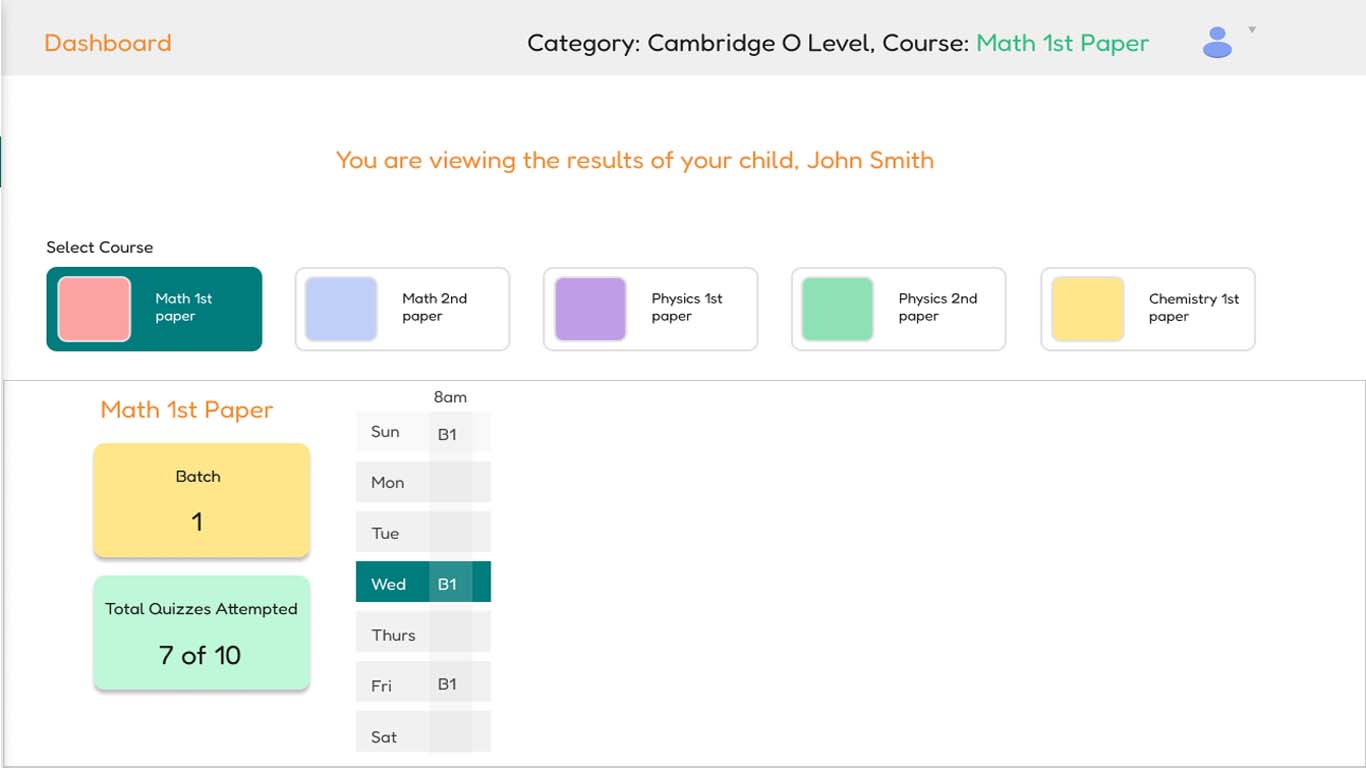 Dashboard
Category: Cambridge O Level, Course: Math 1st Paper
You are viewing the results of your child, John Smith
Select Course
Math 1st
paper
Math 2nd
paper
Physics 1st
paper
Physics 2nd
paper
Chemistry 1st
paper
Math 1st Paper
Batch
1
Total Quizzes Attempted
7 of 10
8am
Sun B1
Mon
Tue
Wed B1
Thurs
Fri B1
Sat